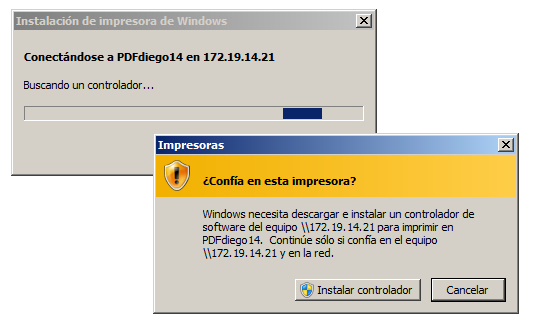 Instalación de impresora de Windows
Conectándose a PDFdiego14 en 172.19.14.21
Buscando un controlador...
Impresoras
¿Confía en esta impresora?
Windows necesita descargar e instalar un controlador de
software del equipo \\172.19.14.21 para imprimir en
PDFdiego14. Continúe sólo si confía en el equipo
\\172.19.14.21 y en la red.
Instalar controlador
Cancelar